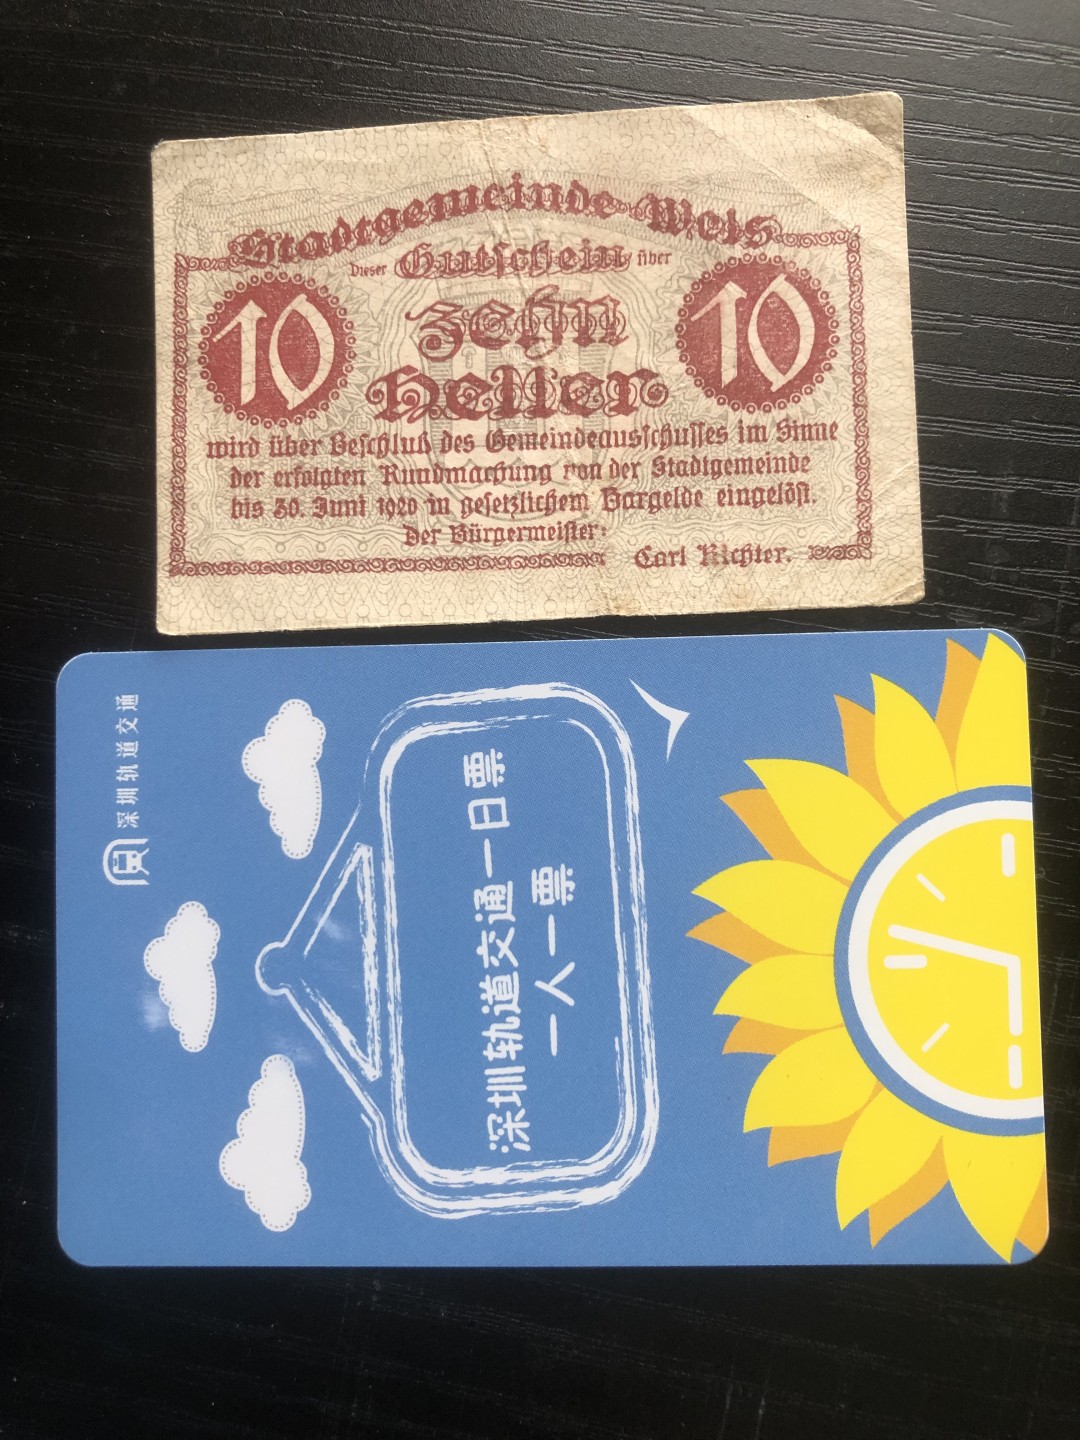 Stadtgemeinde Wels
Dieser Gutschein über
10 Zehn 10
Heller
wird über Beschluß des Gemeindeausschusses im Sinne
der erfolgten Kundmachung von der Stadtgemeinde
bis 30. Juni 1920 in gesetzlichem Bargelde eingelöst.
Der Bürgermeister:
Carl Richter.
深圳轨道交通
深圳轨道交通一日票
一人一票